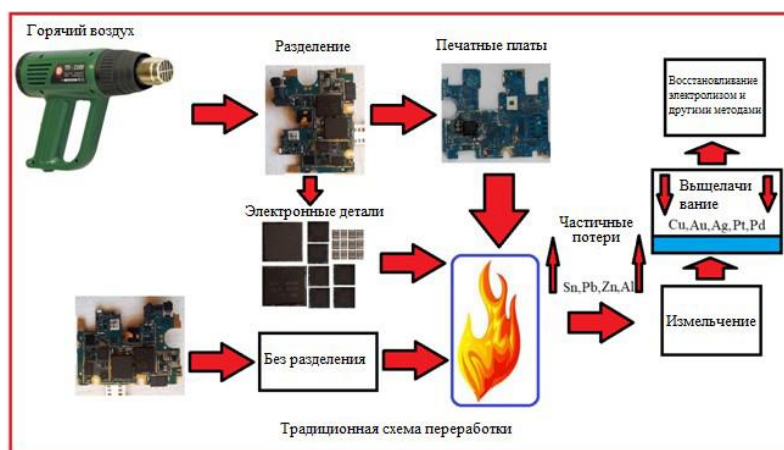 Горячий воздух
Разделение
Печатные платы
Восстановливание
электролизом и
другими методами
Электронные детали
Частичные
потери
Выщелачи
вание
Cu,Au,Ag,Pt,Pd
Sn,Pb,Zn,Al
Измельчение
Без разделения
Традиционная схема переработки